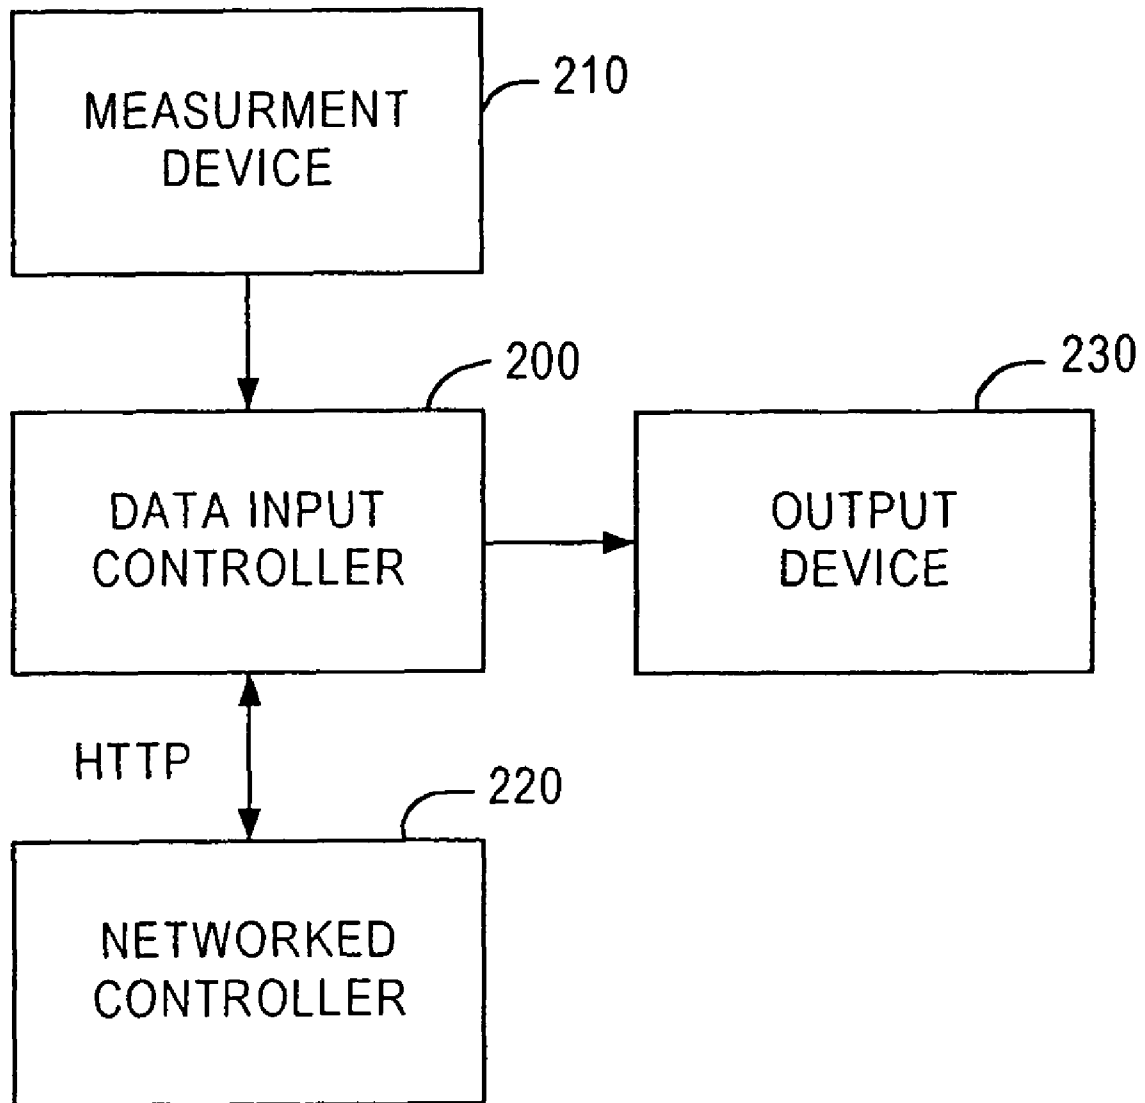 210
MEASURMENT
DEVICE
200
230
DATA INPUT
CONTROLLER
OUTPUT
DEVICE
HTTP
220
NETWORKED
CONTROLLER